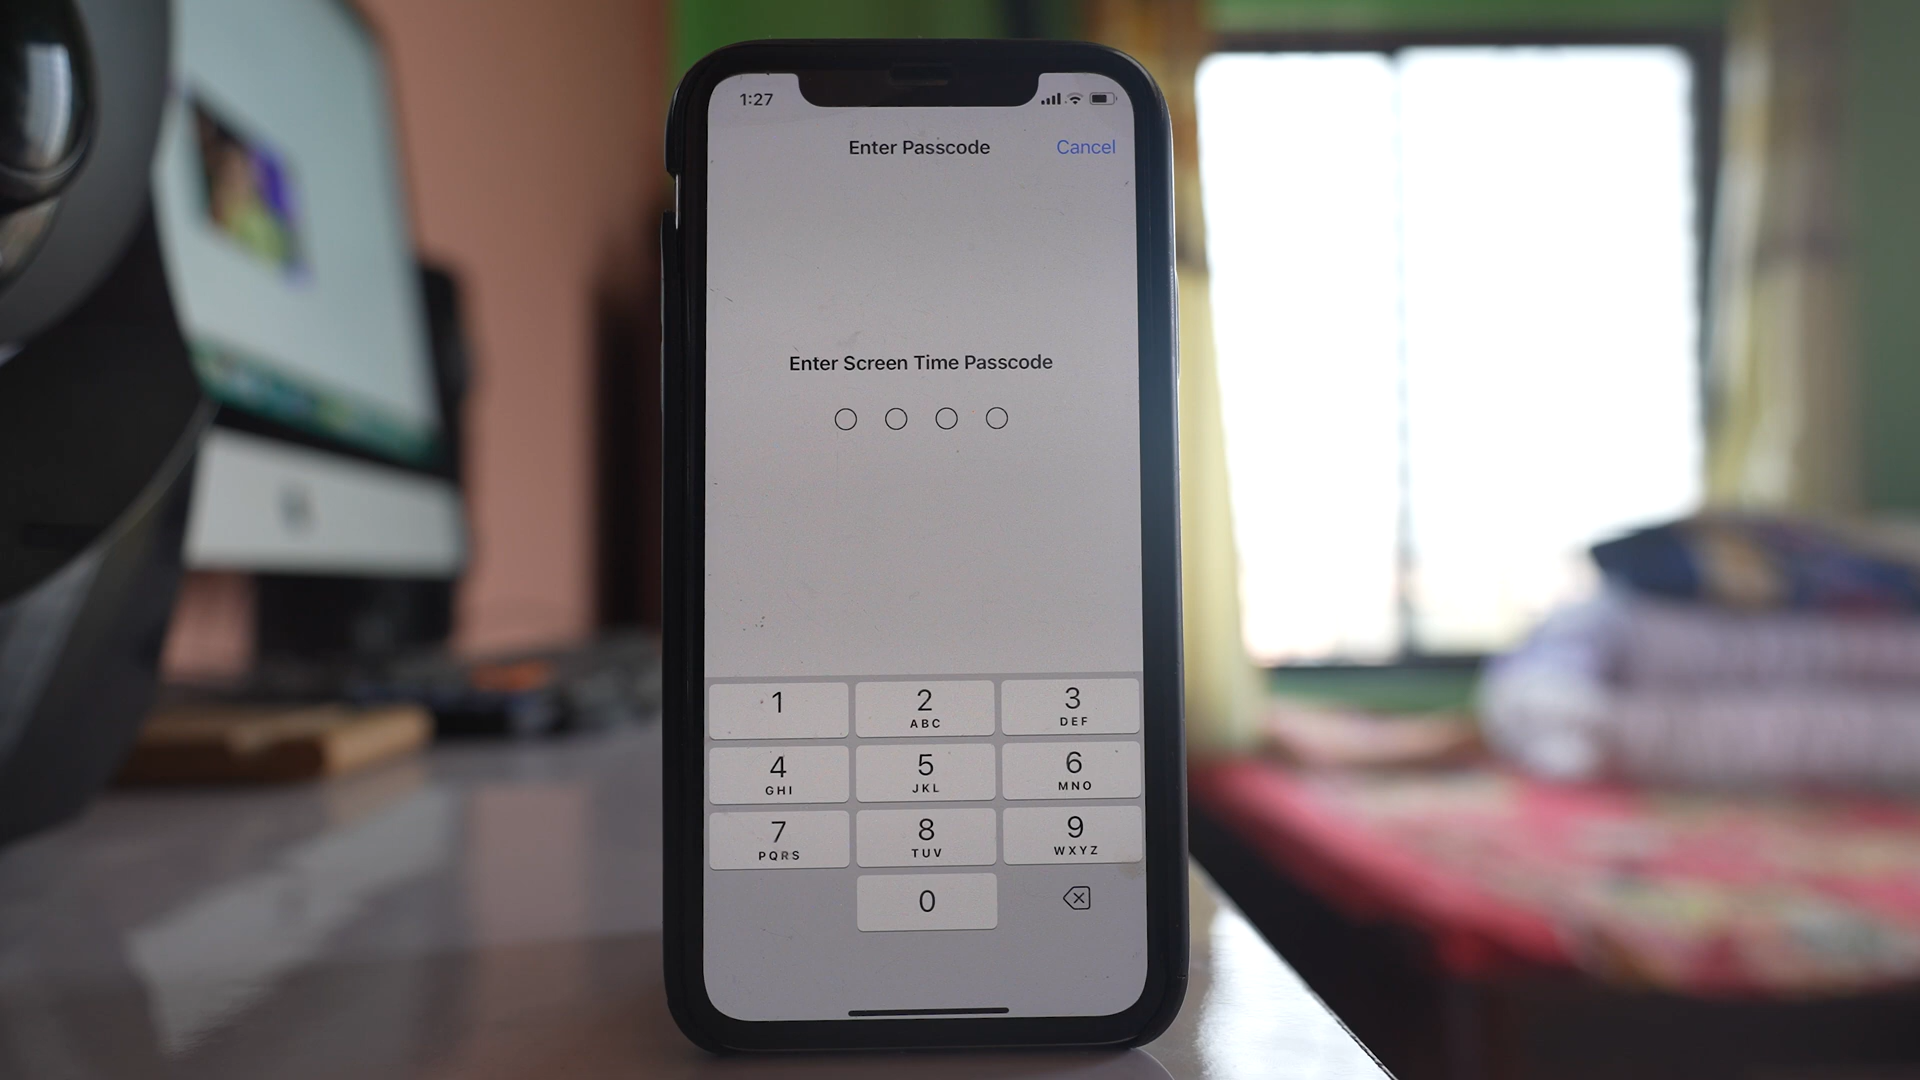 1:27
Enter Passcode
Cancel
Enter Screen Time Passcode
1
2
ABC
3
DEF
4
GHI
5
JKL
6
MNO
7
PQRS
8
TUV
9
WXYZ
0